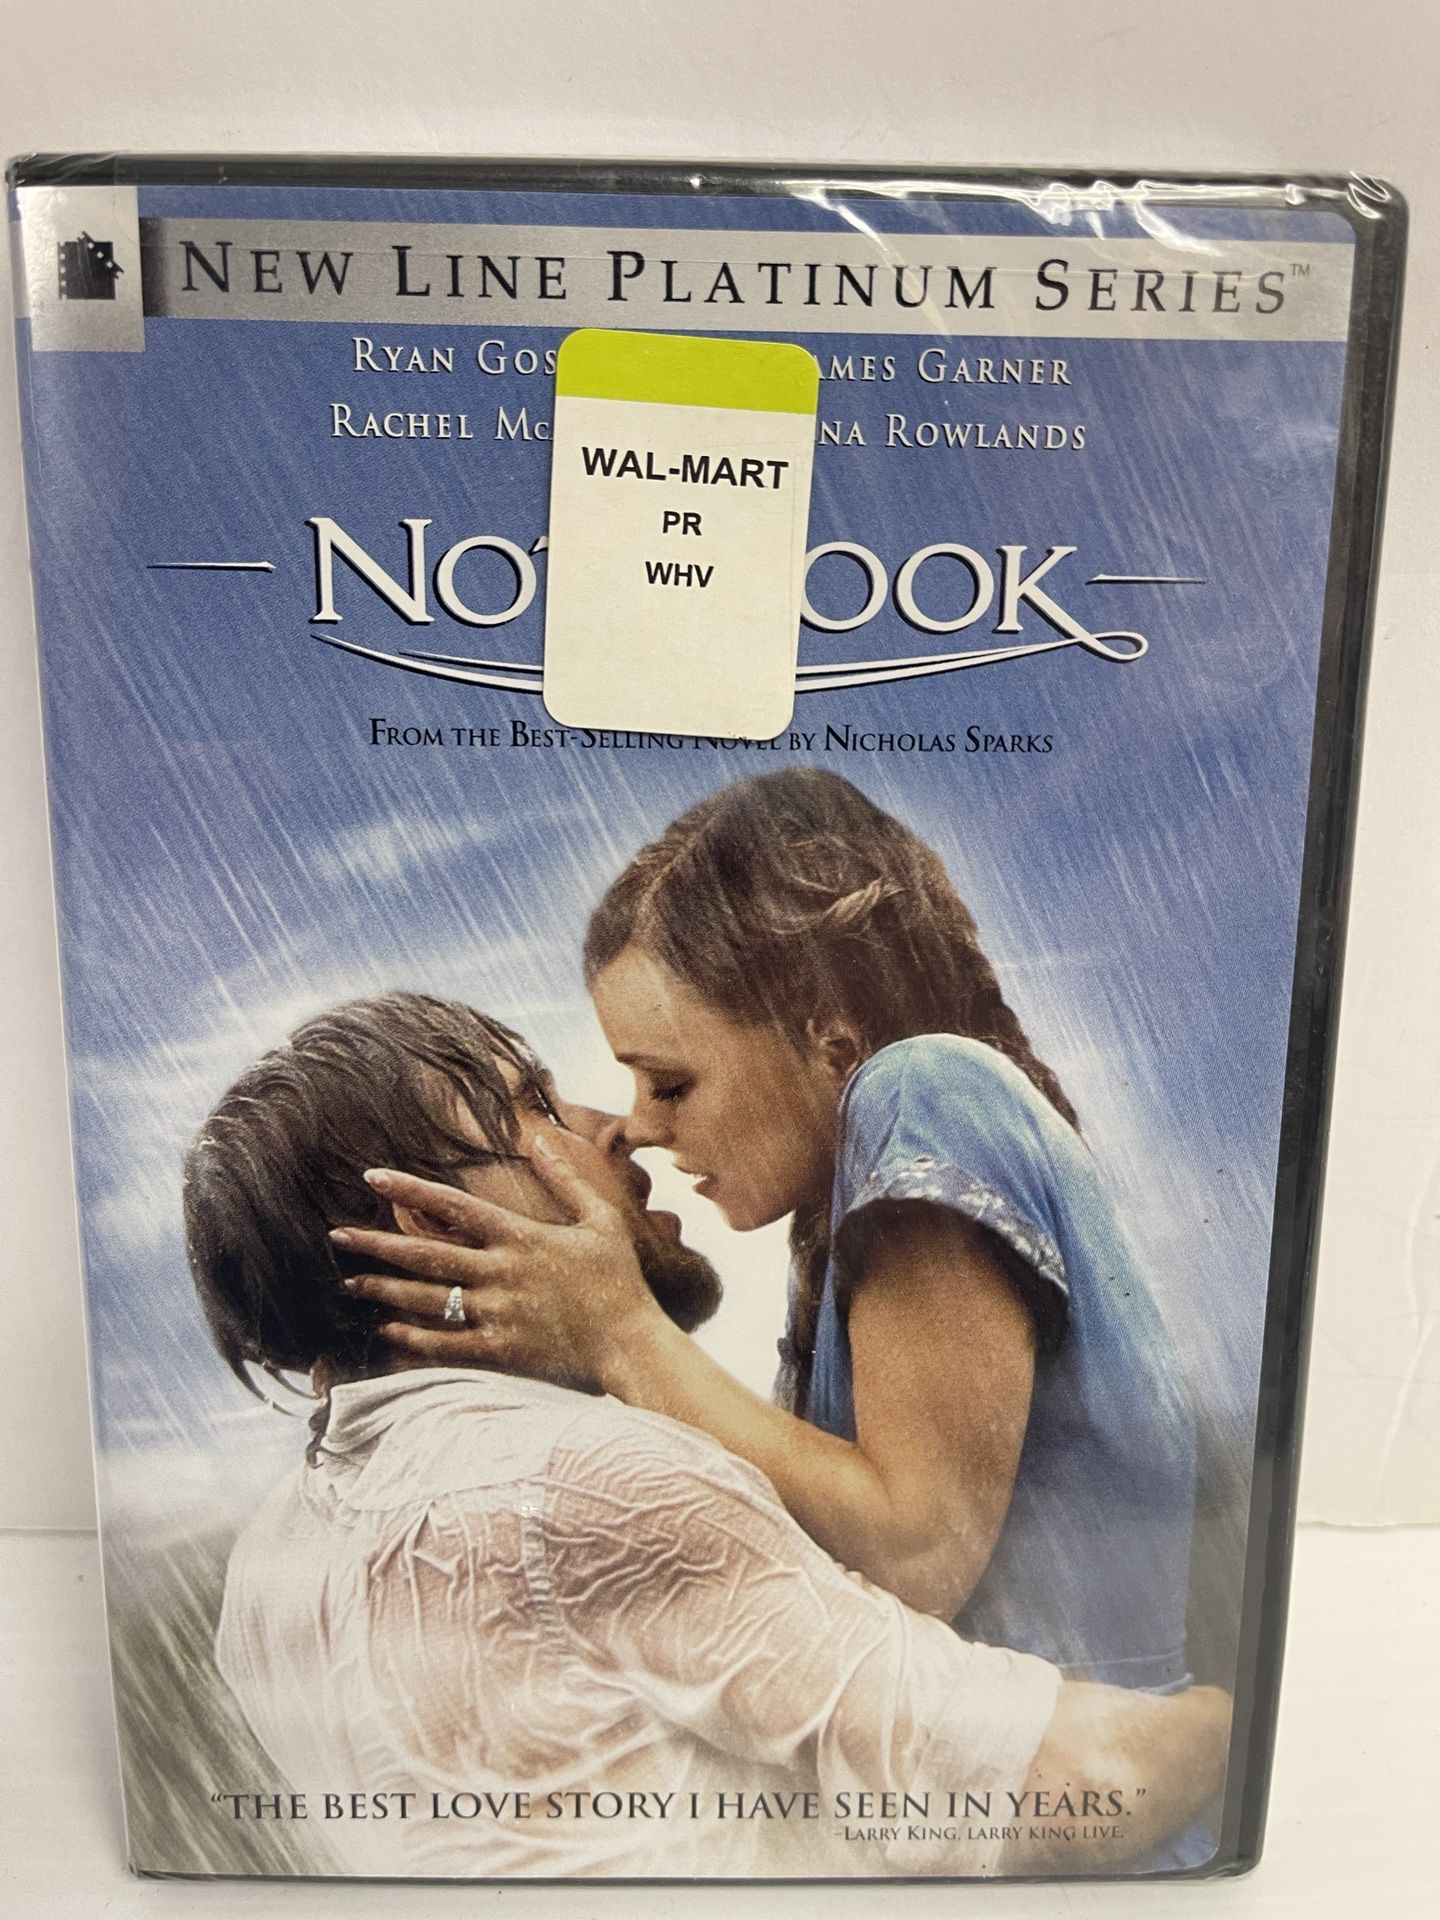 NEW LINE PLATINUM SERIES™
RYAN GOS AMES GARNER
RACHEL MC NA ROWLANDS
WAL-MART
PR
WHV
NOT OOK
FROM THE BEST-SELLING NOVEL BY NICHOLAS SPARKS
"THE BEST LOVE STORY I HAVE SEEN IN YEARS."
-LARRY KING, LARRY KING LIVE.